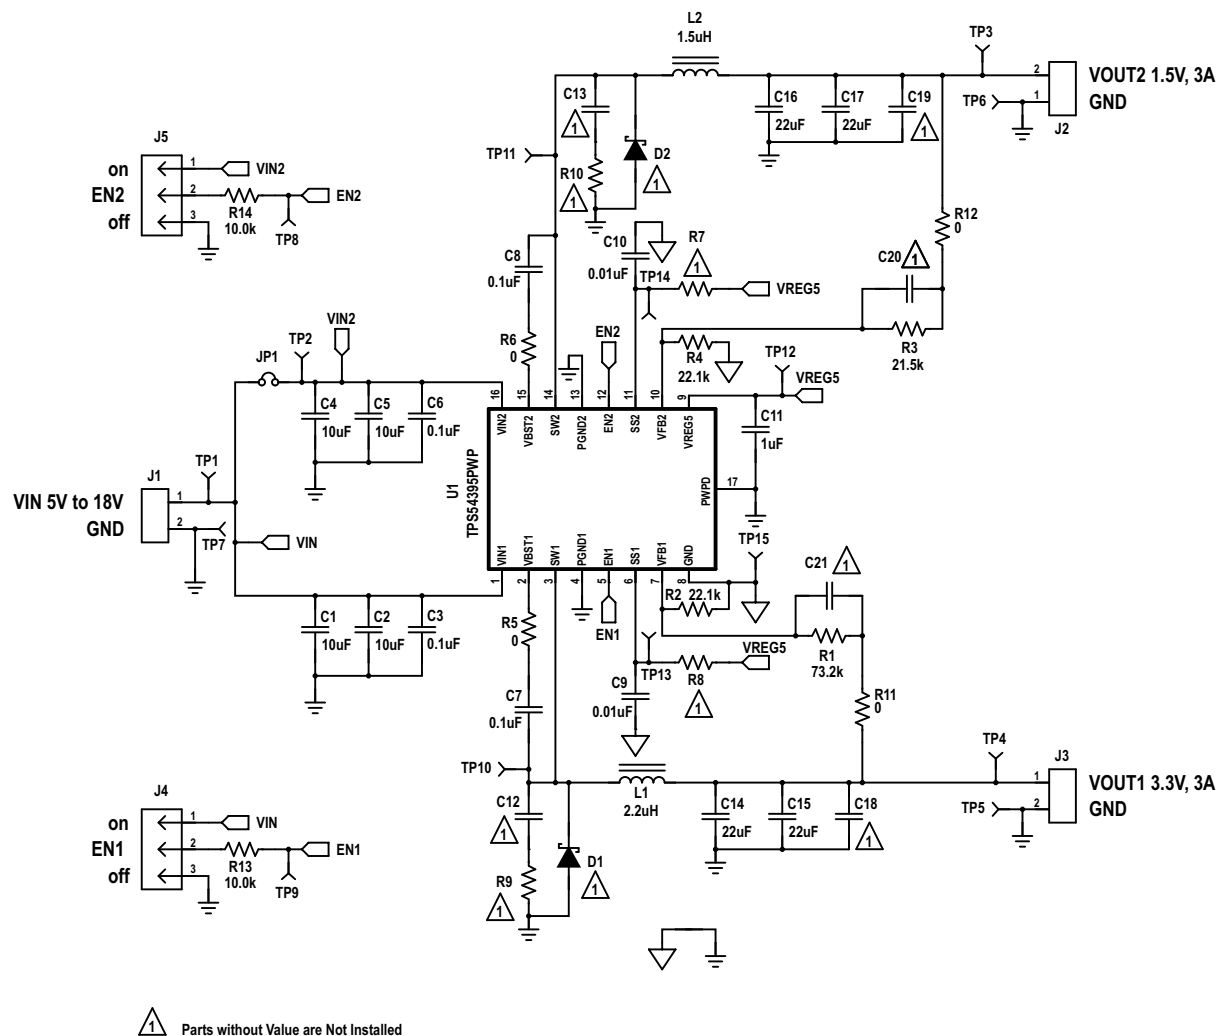 L2
1.5uH
TP3
2
VOUT2 1.5V, 3A
1
GND
TP6
J2
C13
1
C16
22uF
C17
22uF
C19
1
TP11
R10
1
D2
1
J5
on
1
VIN2
EN2
2
EN2
R14
10.0k
off
3
TP8
C8
0.1uF
C10
0.01uF
R7
1
TP14
VREG5
R12
0
C20
1
R3
21.5k
R6
0
EN2
R4
22.1k
TP12
VREG5
VIN2
TP2
JP1
C4
10uF
C5
10uF
C6
0.1uF
16
15
14
13
12
11
10
9
VIN2
VBST2
SW2
PGND2
EN2
SS2
VFB2
VREG5
C11
1uF
U1
TPS54395PWP
PWPD
17
J1
TP1
VIN 5V to 18V
1
GND
2
TP7
VIN
VIN1
VBST1
SW1
PGND1
EN1
SS1
VFB1
GND
1
2
3
4
5
6
7
8
TP15
C1
10uF
C2
10uF
C3
0.1uF
R5
0
EN1
R2
22.1k
C21
1
R1
73.2k
TP13
R8
1
VREG5
C9
0.01uF
C7
0.1uF
R11
0
TP10
L1
2.2uH
TP4
J3
1
VOUT1 3.3V, 3A
2
GND
TP5
C12
1
C14
22uF
C15
22uF
C18
1
R9
1
D1
1
J4
on
1
VIN
EN1
2
EN1
R13
10.0k
off
3
TP9
1
Parts without Value are Not Installed